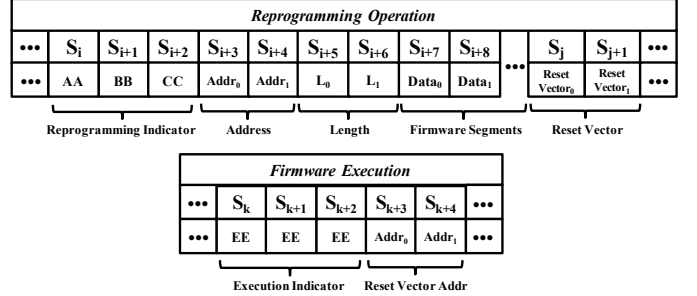 Reprogramming Operation
••• Sᵢ Sᵢ₊₁ Sᵢ₊₂ Sᵢ₊₃ Sᵢ₊₄ Sᵢ₊₅ Sᵢ₊₆ Sᵢ₊₇ Sᵢ₊₈ ••• Sⱼ Sⱼ₊₁ •••
••• AA BB CC Addr₀ Addr₁ L₀ L₁ Data₀ Data₁ Reset Vector₀ Reset Vector₁ •••
Reprogramming Indicator Address Length Firmware Segments Reset Vector
Firmware Execution
••• Sₖ Sₖ₊₁ Sₖ₊₂ Sₖ₊₃ Sₖ₊₄ •••
••• EE EE EE Addr₀ Addr₁ •••
Execution Indicator Reset Vector Addr